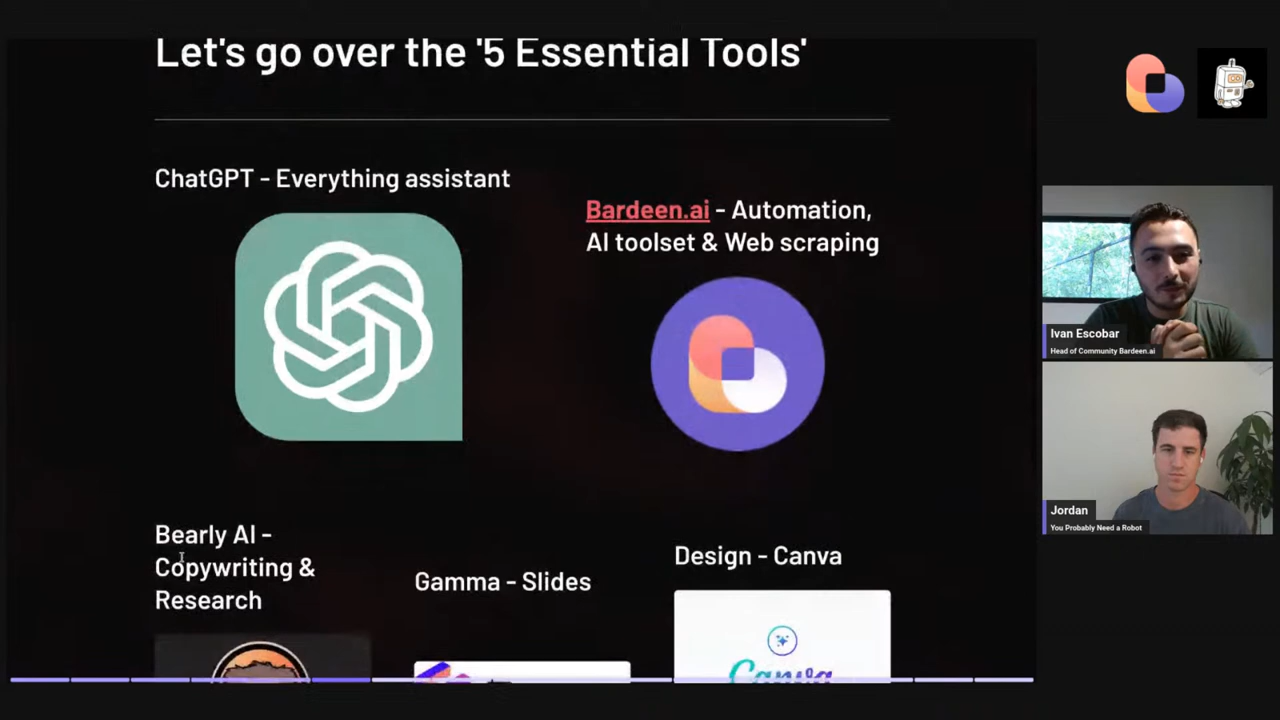 Let's go over the '5 Essential Tools'
ChatGPT - Everything assistant
Bardeen.ai - Automation,
AI toolset & Web scraping
Bearly AI -
Copywriting &
Research
Gamma - Slides
Design - Canva
Canva
Ivan Escobar
Head of Community Bardeen.ai
Jordan
You Probably Need a Robot